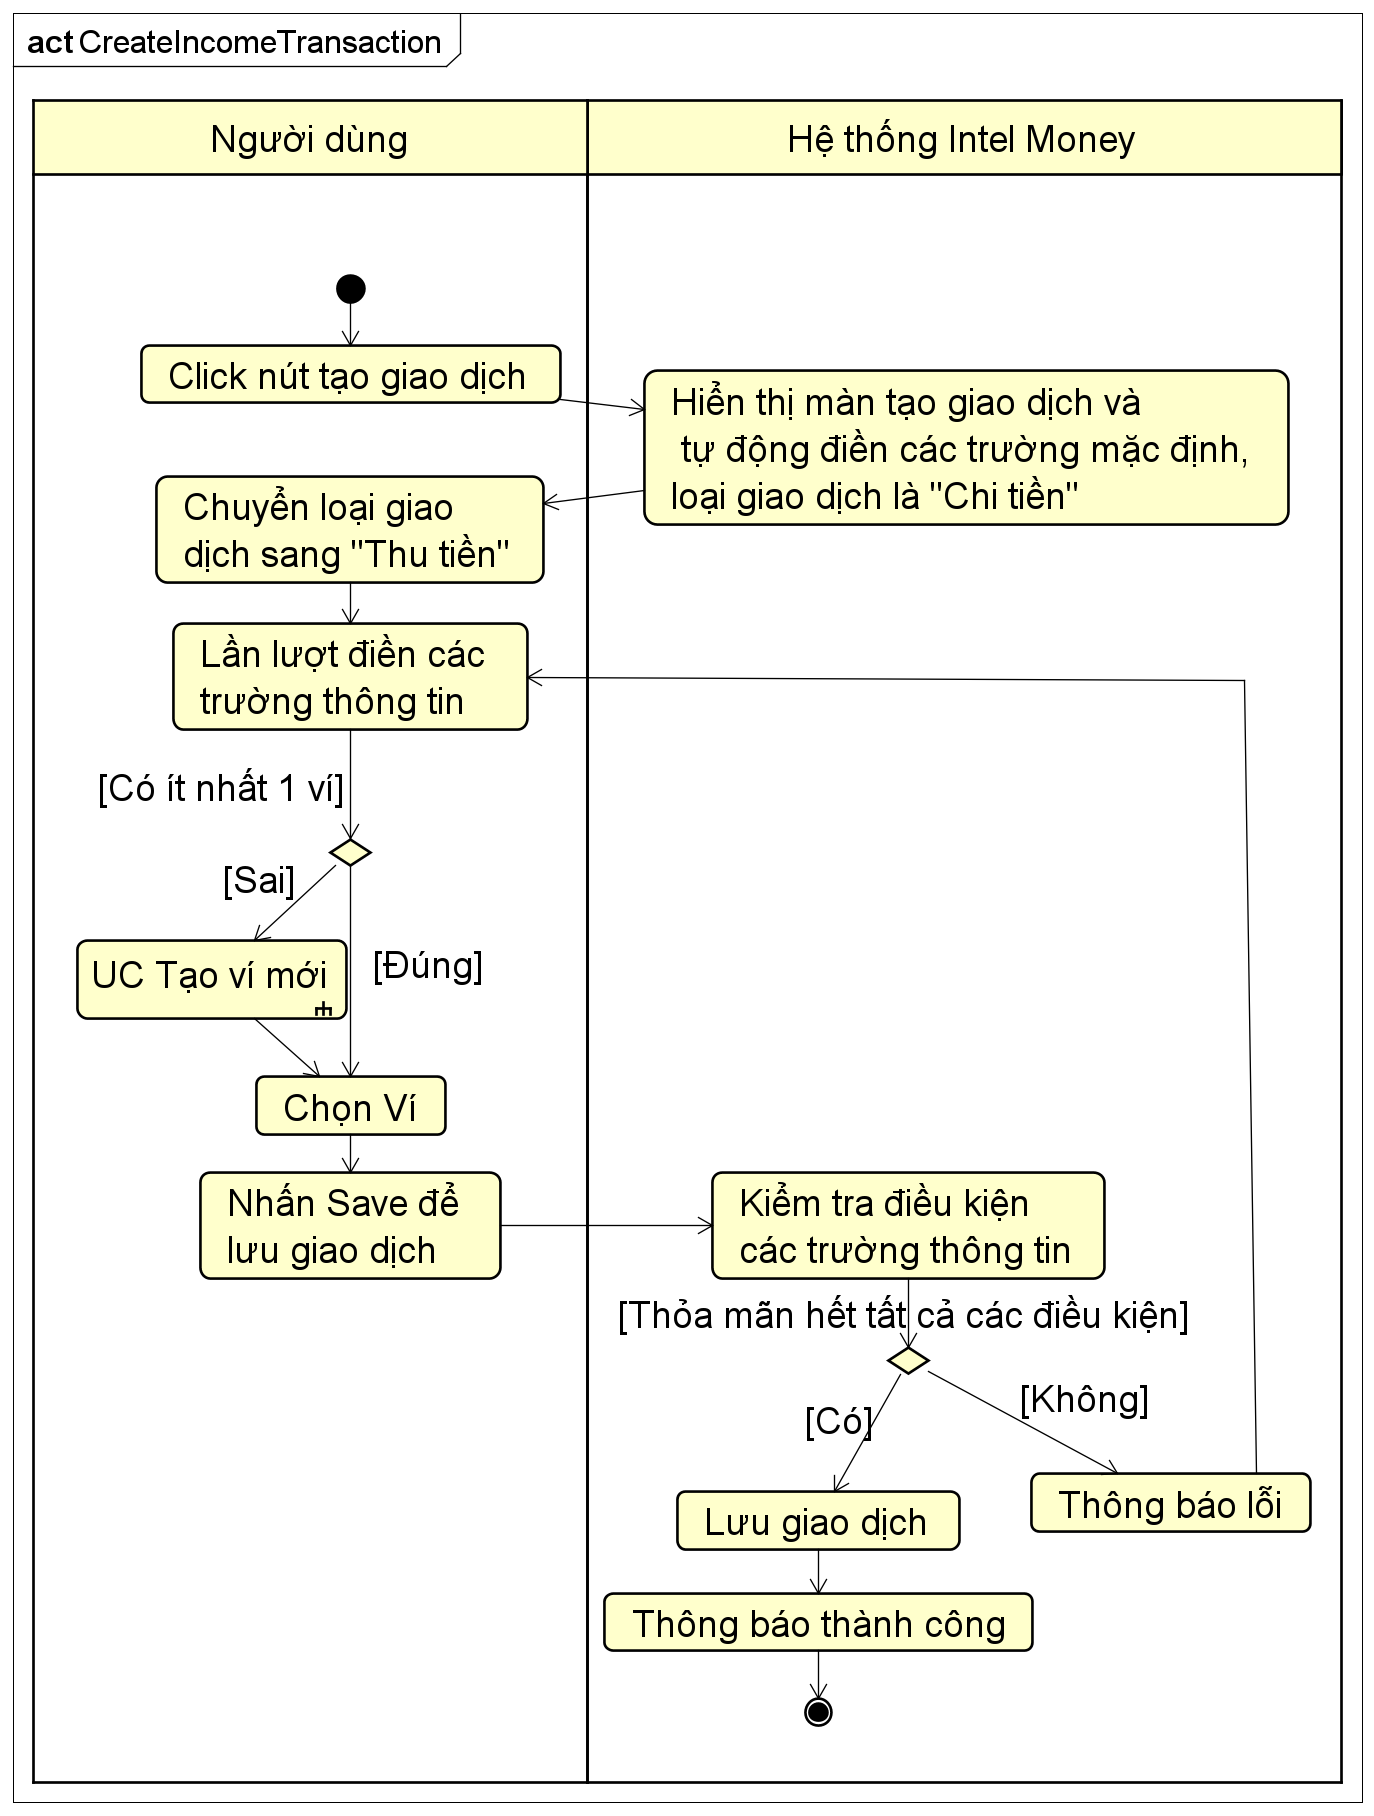 act CreateIncomeTransaction
Người dùng
Hệ thống Intel Money
Click nút tạo giao dịch
Hiển thị màn tạo giao dịch và
tự động điền các trường mặc định,
loại giao dịch là "Chi tiền"
Chuyển loại giao
dịch sang "Thu tiền"
Lần lượt điền các
trường thông tin
[Có ít nhất 1 ví]
[Sai]
[Đúng]
UC Tạo ví mới
Chọn Ví
Nhấn Save để
lưu giao dịch
Kiểm tra điều kiện
các trường thông tin
[Thỏa mãn hết tất cả các điều kiện]
[Có]
[Không]
Lưu giao dịch
Thông báo lỗi
Thông báo thành công